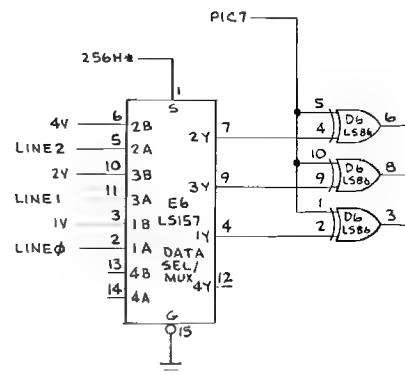 PIC7
256H*
1
S
4V 6 2B
LINE2 5 2A
2V 10 3B
LINE1 11 3A
1V 3 1B
LINEØ 2 1A
13 4B
14 4A
2Y 7
3Y 9
1Y 4
4Y 12
E6
LS157
DATA
SEL/
MUX
G
15
5
4
D6
LS86
6
10
9
D6
LS86
8
1
2
D6
LS86
3